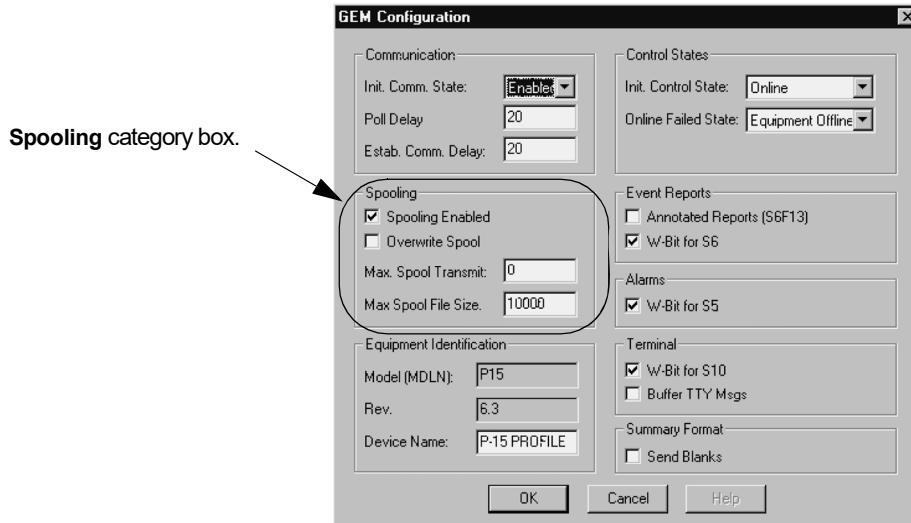 GEM Configuration
Communication
Init. Comm. State: Enabled
Poll Delay 20
Estab. Comm. Delay: 20
Control States
Init. Control State: Online
Online Failed State: Equipment Offline
Spooling category box.
Spooling
Spooling Enabled
Overwrite Spool
Max. Spool Transmit: 0
Max Spool File Size. 10000
Event Reports
Annotated Reports (S6F13)
W-Bit for S6
Alarms
W-Bit for S5
Equipment Identification
Model (MDLN): P15
Rev. 6.3
Device Name: P-15 PROFILE
Terminal
W-Bit for S10
Buffer TTY Msgs
Summary Format
Send Blanks
OK Cancel Help